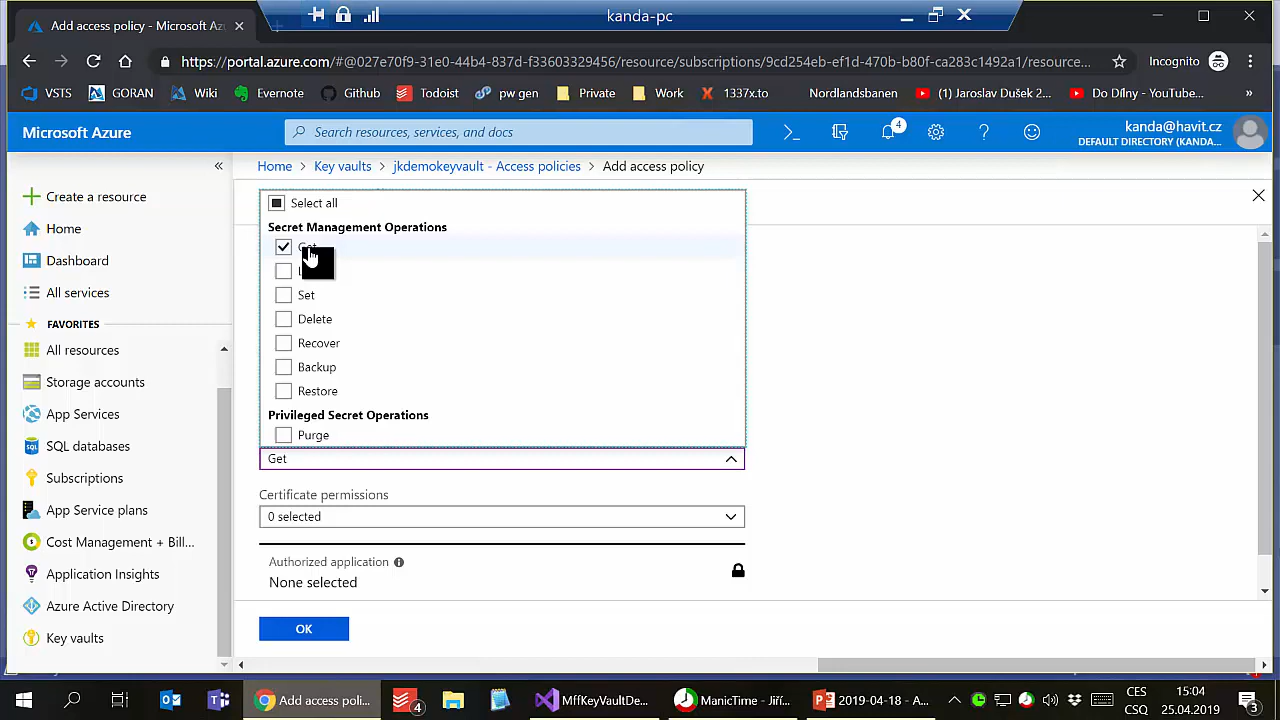 kanda-pc
Add access policy - Microsoft Az
https://portal.azure.com/#@027e70f9-31e0-44b4-837d-f33603329456/resource/subscriptions/9cd254eb-ef1d-470b-b80f-ca283c1492a1/resource...
Incognito
VSTS
GORAN
Wiki
Evernote
Github
Todoist
pw gen
Private
Work
1337x.to
Nordlandsbanen
(1) Jaroslav Dušek 2...
Do Dílny - YouTube...
»
Microsoft Azure
Search resources, services, and docs
4
kanda@havit.cz
DEFAULT DIRECTORY (KANDA...
«
Home > Key vaults > jkdemokeyvault - Access policies > Add access policy
Create a resource
Home
Dashboard
All services
FAVORITES
All resources
Storage accounts
App Services
SQL databases
Subscriptions
App Service plans
Cost Management + Bill...
Application Insights
Azure Active Directory
Key vaults
Select all
Secret Management Operations
Set
Delete
Recover
Backup
Restore
Privileged Secret Operations
Purge
Get
Certificate permissions
0 selected
Authorized application
None selected
OK
Add access poli...
4
MffKeyVaultDe...
ManicTime - Jiří...
2019-04-18 - A...
CES
CSQ
15:04
25.04.2019
3